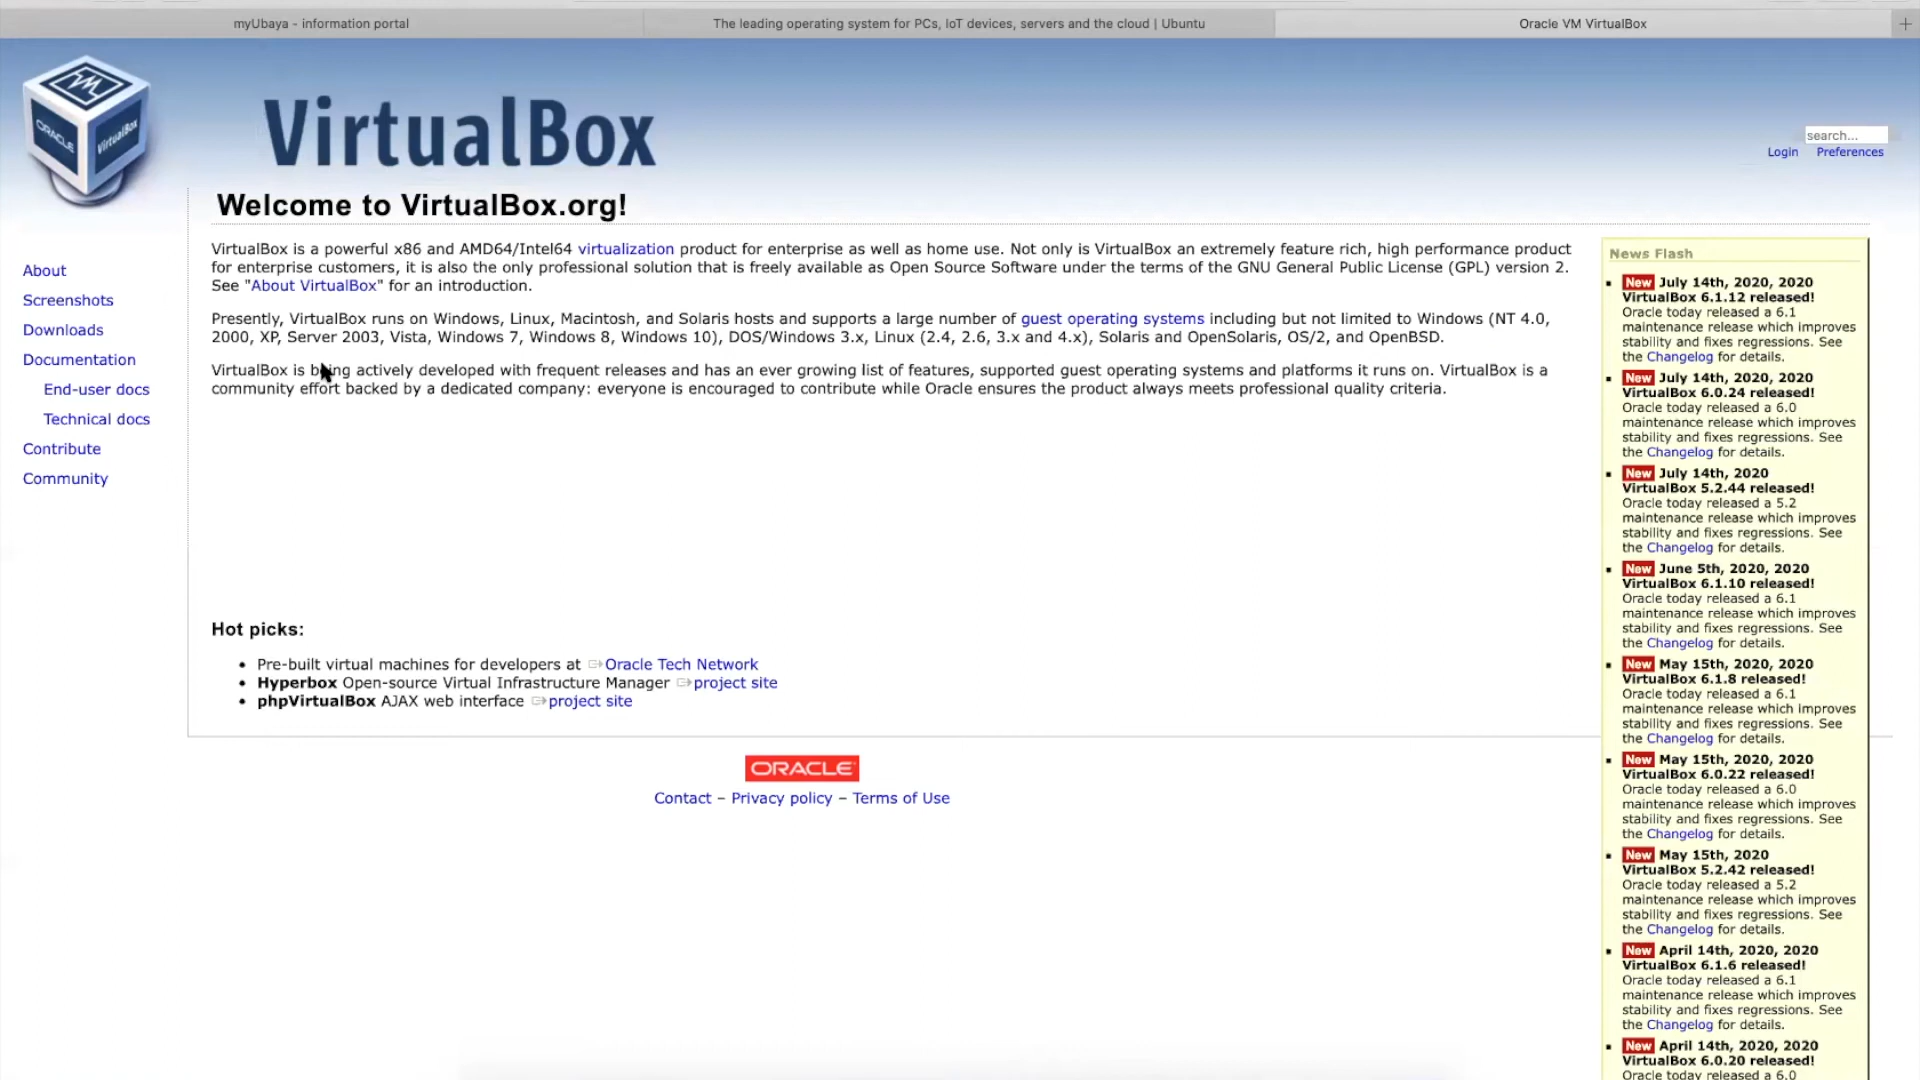 myUbaya - information portal
The leading operating system for PCs, IoT devices, servers and the cloud | Ubuntu
Oracle VM VirtualBox
ORACLE
VirtualBox
VirtualBox
search...
Login Preferences
Welcome to VirtualBox.org!
About
Screenshots
Downloads
Documentation
End-user docs
Technical docs
Contribute
Community
VirtualBox is a powerful x86 and AMD64/Intel64 virtualization product for enterprise as well as home use. Not only is VirtualBox an extremely feature rich, high performance product
for enterprise customers, it is also the only professional solution that is freely available as Open Source Software under the terms of the GNU General Public License (GPL) version 2.
See "About VirtualBox" for an introduction.
Presently, VirtualBox runs on Windows, Linux, Macintosh, and Solaris hosts and supports a large number of guest operating systems including but not limited to Windows (NT 4.0,
2000, XP, Server 2003, Vista, Windows 7, Windows 8, Windows 10), DOS/Windows 3.x, Linux (2.4, 2.6, 3.x and 4.x), Solaris and OpenSolaris, OS/2, and OpenBSD.
VirtualBox is being actively developed with frequent releases and has an ever growing list of features, supported guest operating systems and platforms it runs on. VirtualBox is a
community effort backed by a dedicated company: everyone is encouraged to contribute while Oracle ensures the product always meets professional quality criteria.
Hot picks:
Pre-built virtual machines for developers at Oracle Tech Network
Hyperbox Open-source Virtual Infrastructure Manager project site
phpVirtualBox AJAX web interface project site
ORACLE
Contact – Privacy policy – Terms of Use
News Flash
New July 14th, 2020, 2020
VirtualBox 6.1.12 released!
Oracle today released a 6.1
maintenance release which improves
stability and fixes regressions. See
the Changelog for details.
New July 14th, 2020, 2020
VirtualBox 6.0.24 released!
Oracle today released a 6.0
maintenance release which improves
stability and fixes regressions. See
the Changelog for details.
New July 14th, 2020
VirtualBox 5.2.44 released!
Oracle today released a 5.2
maintenance release which improves
stability and fixes regressions. See
the Changelog for details.
New June 5th, 2020, 2020
VirtualBox 6.1.10 released!
Oracle today released a 6.1
maintenance release which improves
stability and fixes regressions. See
the Changelog for details.
New May 15th, 2020, 2020
VirtualBox 6.1.8 released!
Oracle today released a 6.1
maintenance release which improves
stability and fixes regressions. See
the Changelog for details.
New May 15th, 2020, 2020
VirtualBox 6.0.22 released!
Oracle today released a 6.0
maintenance release which improves
stability and fixes regressions. See
the Changelog for details.
New May 15th, 2020
VirtualBox 5.2.42 released!
Oracle today released a 5.2
maintenance release which improves
stability and fixes regressions. See
the Changelog for details.
New April 14th, 2020, 2020
VirtualBox 6.1.6 released!
Oracle today released a 6.1
maintenance release which improves
stability and fixes regressions. See
the Changelog for details.
New April 14th, 2020, 2020
VirtualBox 6.0.20 released!
Oracle today released a 6.0